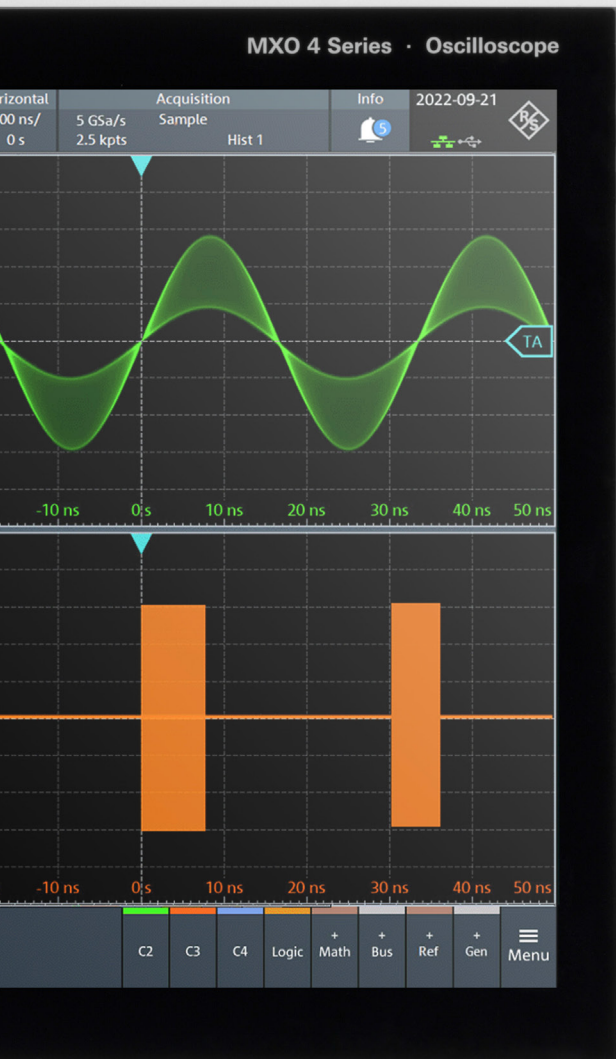 MXO 4 Series · Oscilloscope
rizontal
00 ns/
0 s
Acquisition
5 GSa/s
Sample
2.5 kpts
Hist 1
Info
5
2022-09-21
R&S
TA
-10 ns 0 s 10 ns 20 ns 30 ns 40 ns 50 ns
-10 ns 0 s 10 ns 20 ns 30 ns 40 ns 50 ns
C2
C3
C4
Logic
+
Math
+
Bus
+
Ref
+
Gen
Menu